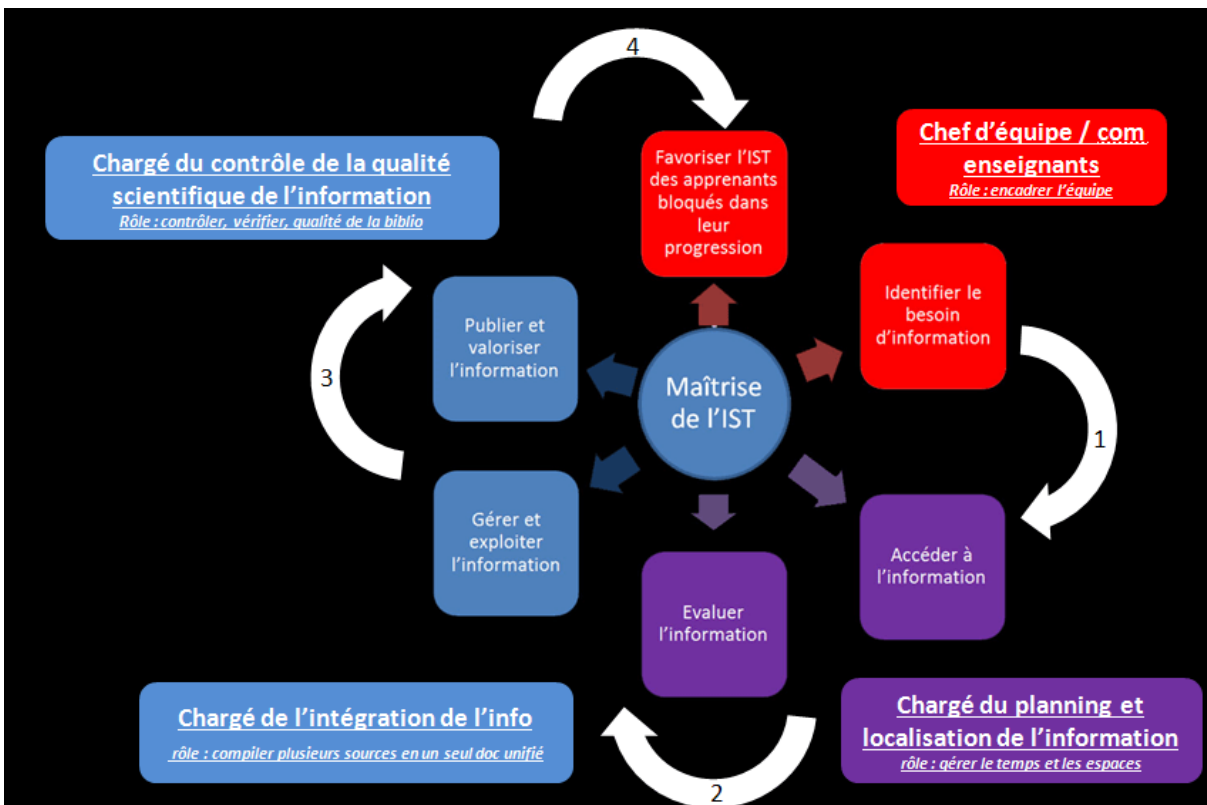 4
Chargé du contrôle de la qualité
scientifique de l'information
Rôle : contrôler, vérifier, qualité de la biblio
Favoriser l'IST
des apprenants
bloqués dans
leur
progression
Chef d'équipe / com
enseignants
Rôle : encadrer l'équipe
Identifier le
besoin
d'information
Publier et
valoriser
l'information
3
Maîtrise
de l'IST
1
Gérer et
exploiter
l'information
Accéder à
l'information
Evaluer
l'information
Chargé de l'intégration de l'info
rôle : compiler plusieurs sources en un seul doc unifié
Chargé du planning et
localisation de l'information
rôle : gérer le temps et les espaces
2